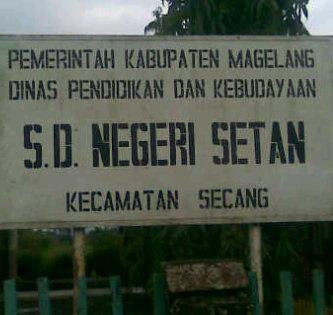 PEMERINTAH KABUPATEN MAGELANG
DINAS PENDIDIKAN DAN KEBUDAYAAN
S.D. NEGERI SETAN
KECAMATAN SECANG